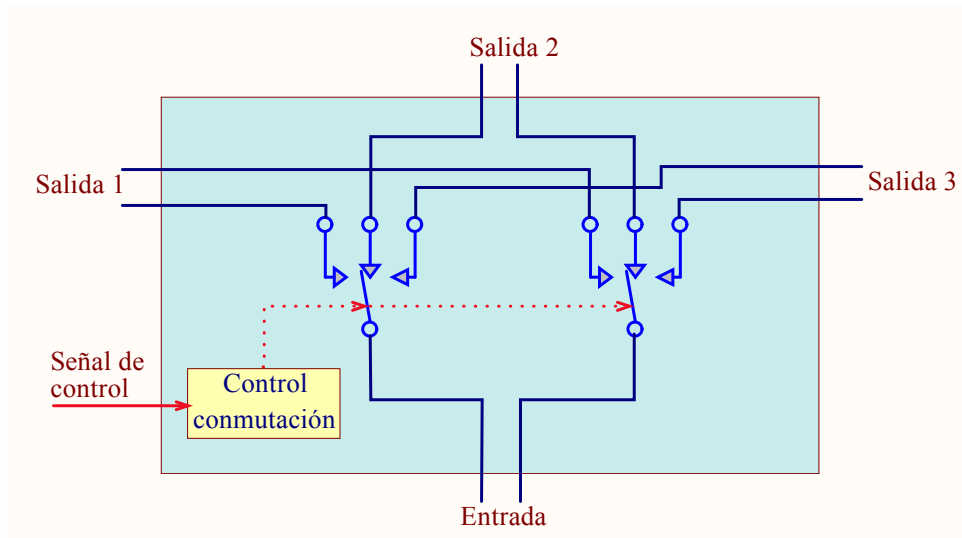 Salida 2
Salida 1
Salida 3
Señal de
control
Control
conmutación
Entrada